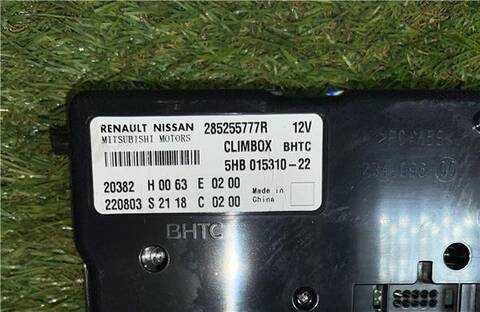 RENAULT NISSAN 285255777R 12V
MITSUBISHI MOTORS
CLIMBOX BHTC
5HB 015310-22
20382 H 00 63 E 02 00
220803 S 21 18 C 02 00
Made in
China
BHTC